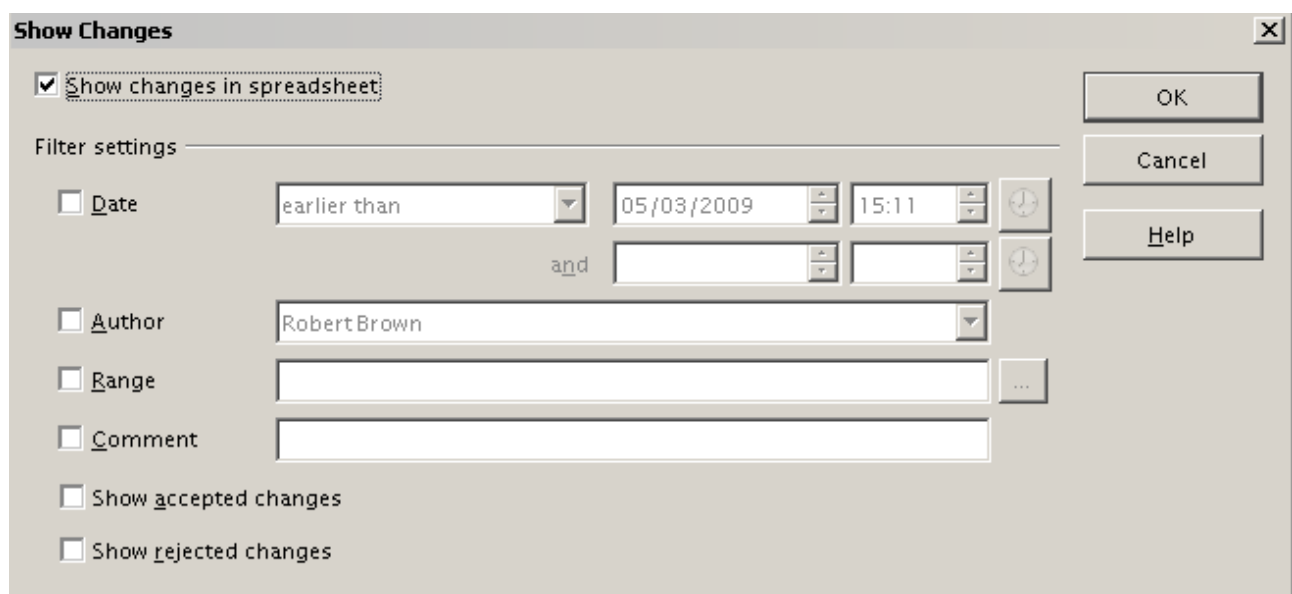 Show Changes
Show changes in spreadsheet
OK
Filter settings
Cancel
Date earlier than 05/03/2009 15:11
Help
and
Author Robert Brown
Range ...
Comment
Show accepted changes
Show rejected changes